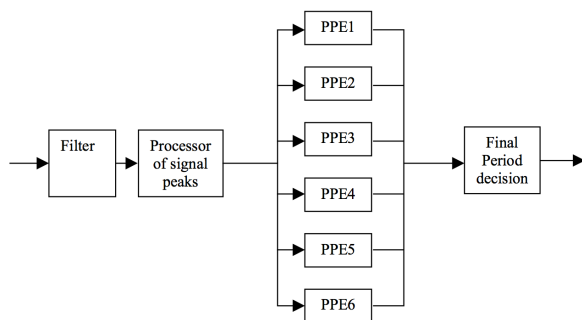 Filter
Processor
of signal
peaks
PPE1
PPE2
PPE3
PPE4
PPE5
PPE6
Final
Period
decision